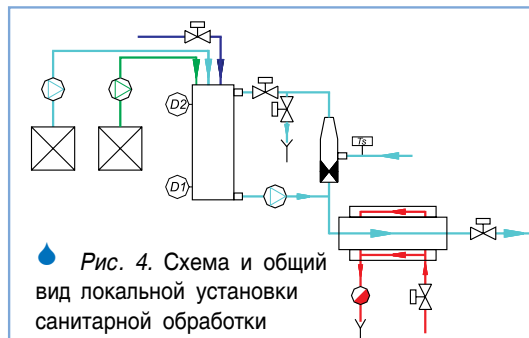 D2
Ts
D1
Рис. 4. Схема и общий
вид локальной установки
санитарной обработки